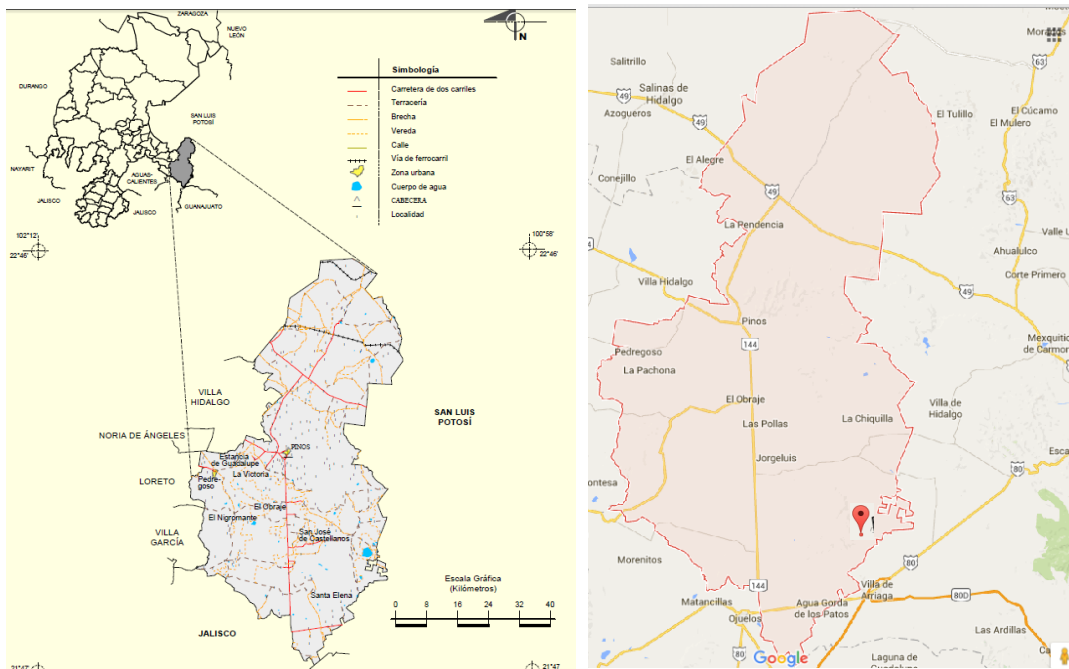 ZARAGOZA
NUEVO
LEÓN
DURANGO
SAN LUIS
POTOSÍ
NAYARIT
AGUAS-
CALIENTES
JALISCO
JALISCO
GUANAJUATO
N
Simbología
Carretera de dos carriles
Terracería
Brecha
Vereda
Calle
Vía de ferrocarril
Zona urbana
Cuerpo de agua
CABECERA
Localidad
102°12'
22°46'
100°58'
22°46'
VILLA
HIDALGO
NORIA DE ÁNGELES
LORETO
VILLA
GARCÍA
SAN LUIS
POTOSÍ
PINOS
Estancia
de Guadalupe
La Victoria
Pedre-
goso
El Obraje
El Nigromante
San José
de Castellanos
Santa Elena
JALISCO
Escala Gráfica
(Kilómetros)
0 8 16 24 32 40
21°47'
21°47'
Salitrillo
Salinas de
Hidalgo
49
Azogueros
49
El Alegre
Conejillo
49
La Pendencia
Villa Hidalgo
Pinos
144
Pedregoso
La Pachona
El Obraje
Las Pollas
La Chiquilla
Jorgeluis
Villa de
Hidalgo
63
El Cúcamo
El Tulillo
El Mulero
63
Ahualulco
Corte Primero
49
Mexquitic
de Carmo
80
Morenitos
80
144
Matancillas
Ojuelos
80
Agua Gorda
de los Patos
Villa de
Arriaga
80D
Las Ardillas
Laguna de
Guadalupe
Google